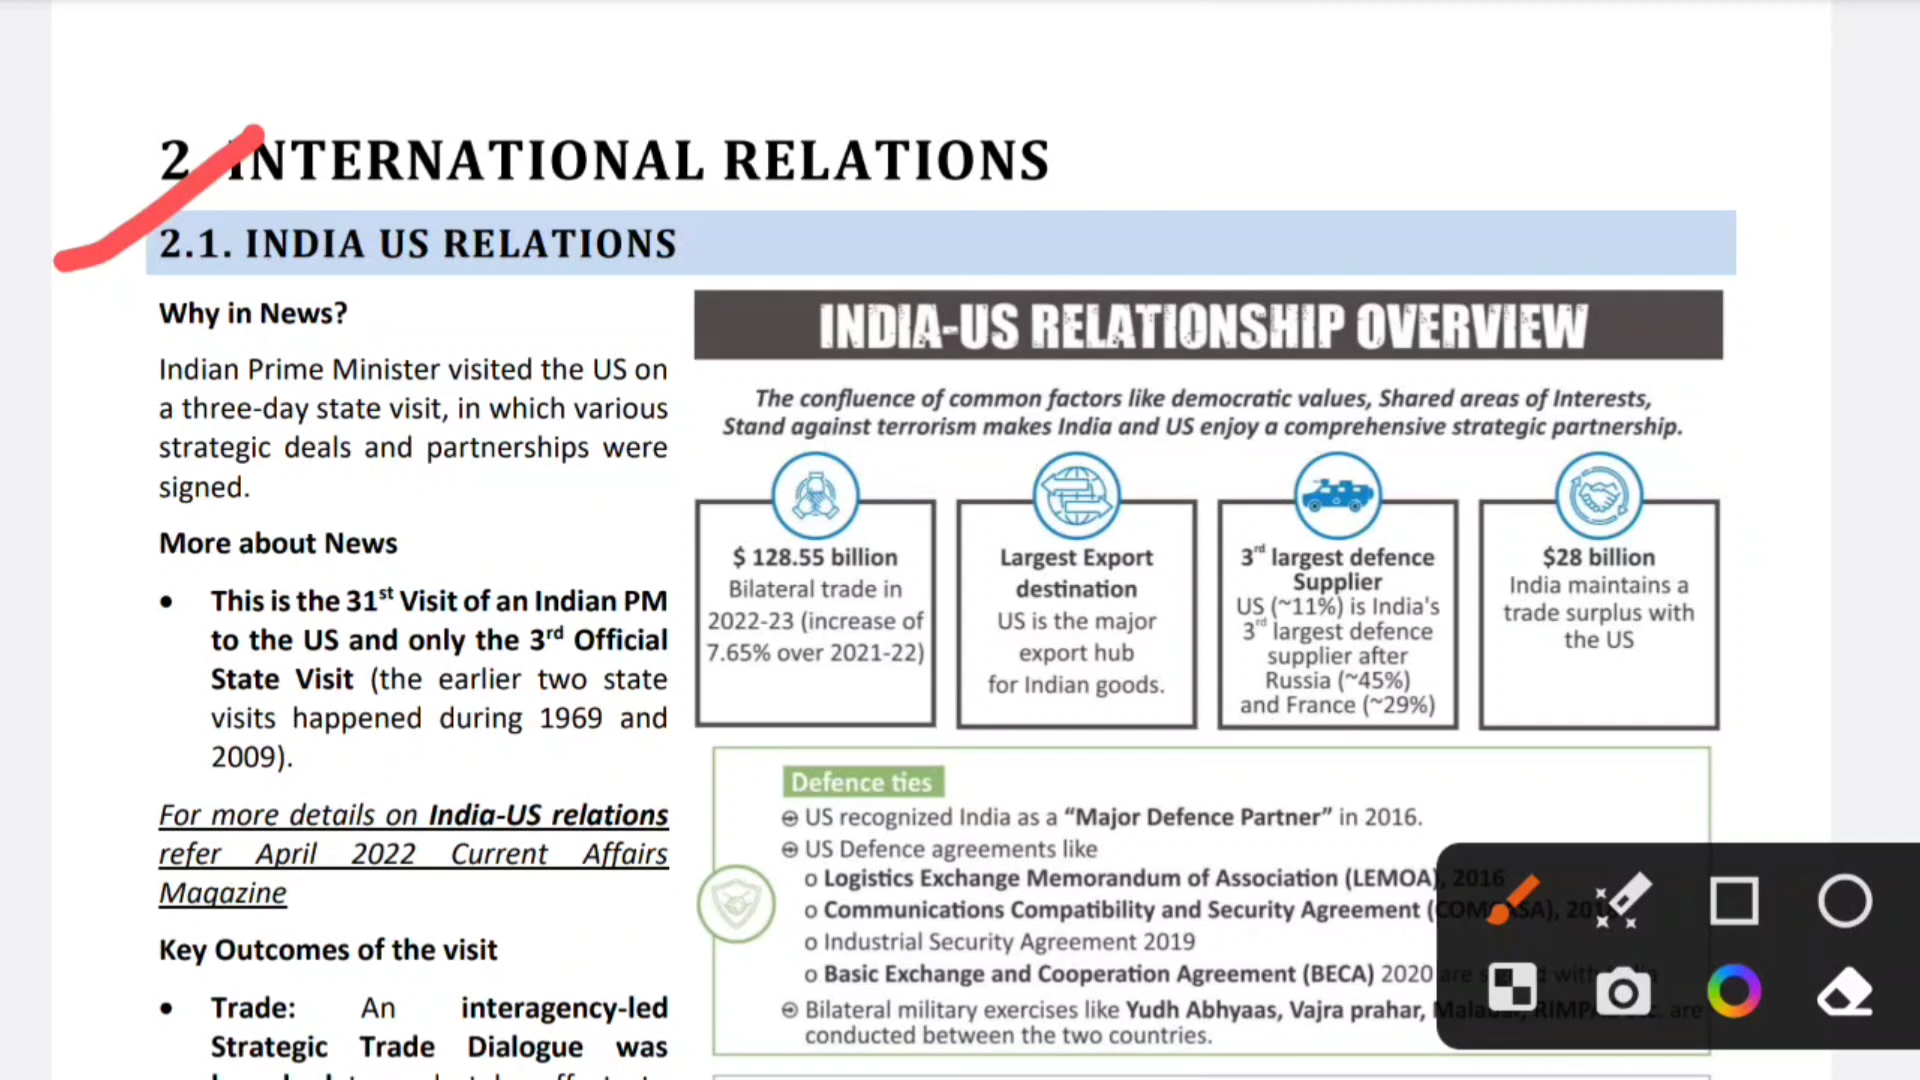 2. INTERNATIONAL RELATIONS
2.1. INDIA US RELATIONS
Why in News?
Indian Prime Minister visited the US on
a three-day state visit, in which various
strategic deals and partnerships were
signed.
More about News
• This is the 31st Visit of an Indian PM
to the US and only the 3rd Official
State Visit (the earlier two state
visits happened during 1969 and
2009).
For more details on India-US relations
refer April 2022 Current Affairs
Magazine
Key Outcomes of the visit
• Trade: An interagency-led
Strategic Trade Dialogue was
INDIA-US RELATIONSHIP OVERVIEW
The confluence of common factors like democratic values, Shared areas of Interests,
Stand against terrorism makes India and US enjoy a comprehensive strategic partnership.
$ 128.55 billion
Bilateral trade in
2022-23 (increase of
7.65% over 2021-22)
Largest Export
destination
US is the major
export hub
for Indian goods.
3rd largest defence
Supplier
US (~11%) is India's
3rd largest defence
supplier after
Russia (~45%)
and France (~29%)
$28 billion
India maintains a
trade surplus with
the US
Defence ties
US recognized India as a “Major Defence Partner” in 2016.
US Defence agreements like
o Logistics Exchange Memorandum of Association (LEMOA), 2016
o Communications Compatibility and Security Agreement (COMCASA),
o Industrial Security Agreement 2019
o Basic Exchange and Cooperation Agreement (BECA) 2020 are signed with India
Bilateral military exercises like Yudh Abhyaas, Vajra prahar, Malabar, RIMPAC etc. are
conducted between the two countries.